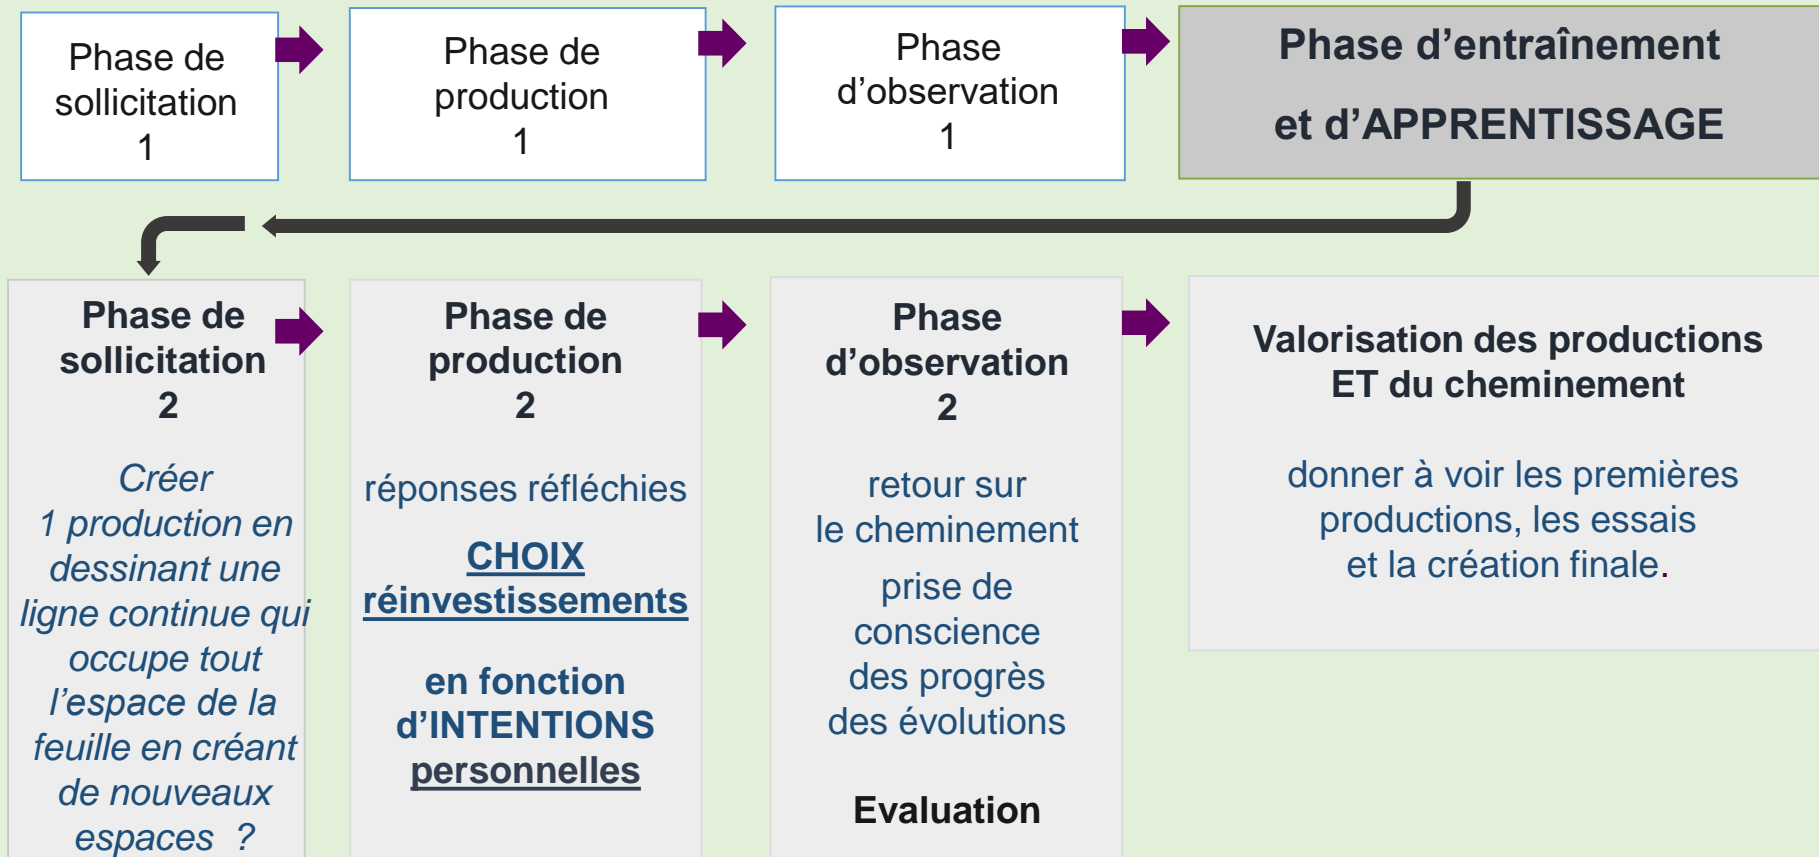 Phase de
sollicitation
1
Phase de
production
1
Phase
d’observation
1
Phase d’entraînement
et d’APPRENTISSAGE
Phase de
sollicitation
2
Créer
1 production en
dessinant une
ligne continue qui
occupe tout
l’espace de la
feuille en créant
de nouveaux
espaces ?
Phase de
production
2
réponses réfléchies
CHOIX
réinvestissements
en fonction
d’INTENTIONS
personnelles
Phase
d’observation
2
retour sur
le cheminement
prise de
conscience
des progrès
des évolutions
Evaluation
Valorisation des productions
ET du cheminement
donner à voir les premières
productions, les essais
et la création finale.